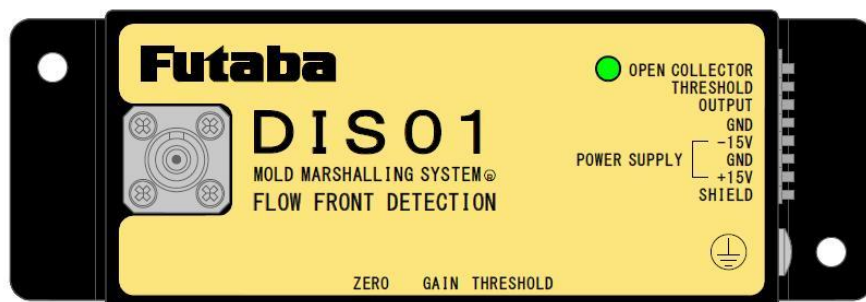 Futaba
DIS01
MOLD MARSHALLING SYSTEM®
FLOW FRONT DETECTION
OPEN COLLECTOR
THRESHOLD
OUTPUT
GND
-15V
POWER SUPPLY GND
+15V
SHIELD
ZERO GAIN THRESHOLD